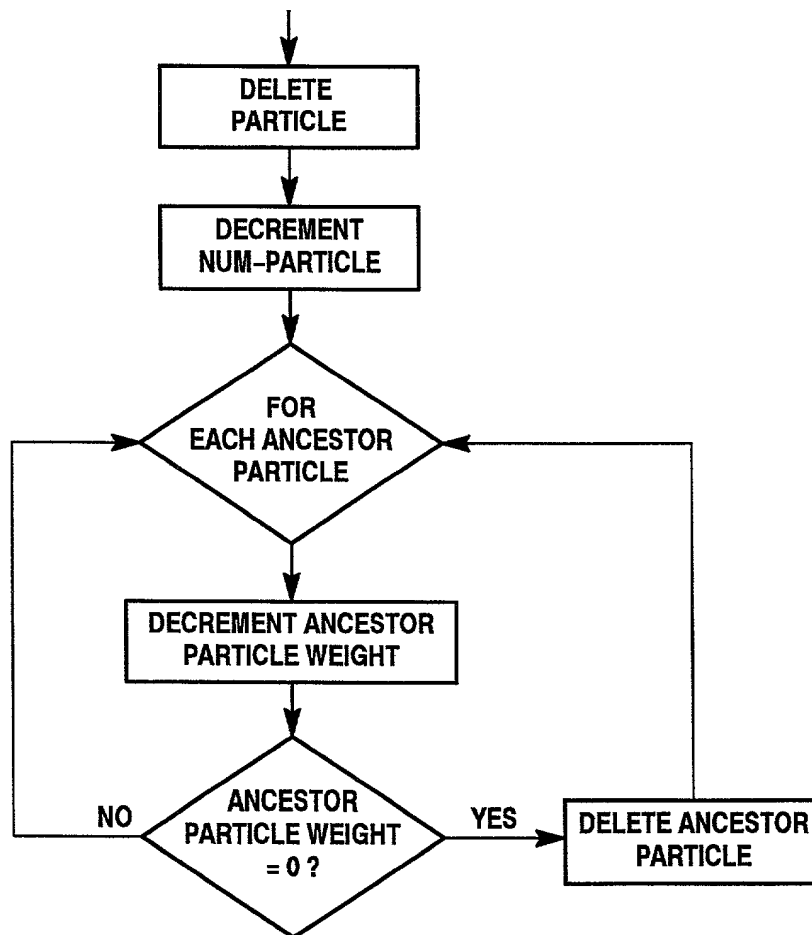 DELETE
PARTICLE
DECREMENT
NUM–PARTICLE
FOR
EACH ANCESTOR
PARTICLE
DECREMENT ANCESTOR
PARTICLE WEIGHT
NO
ANCESTOR
PARTICLE WEIGHT
= 0 ?
YES
DELETE ANCESTOR
PARTICLE